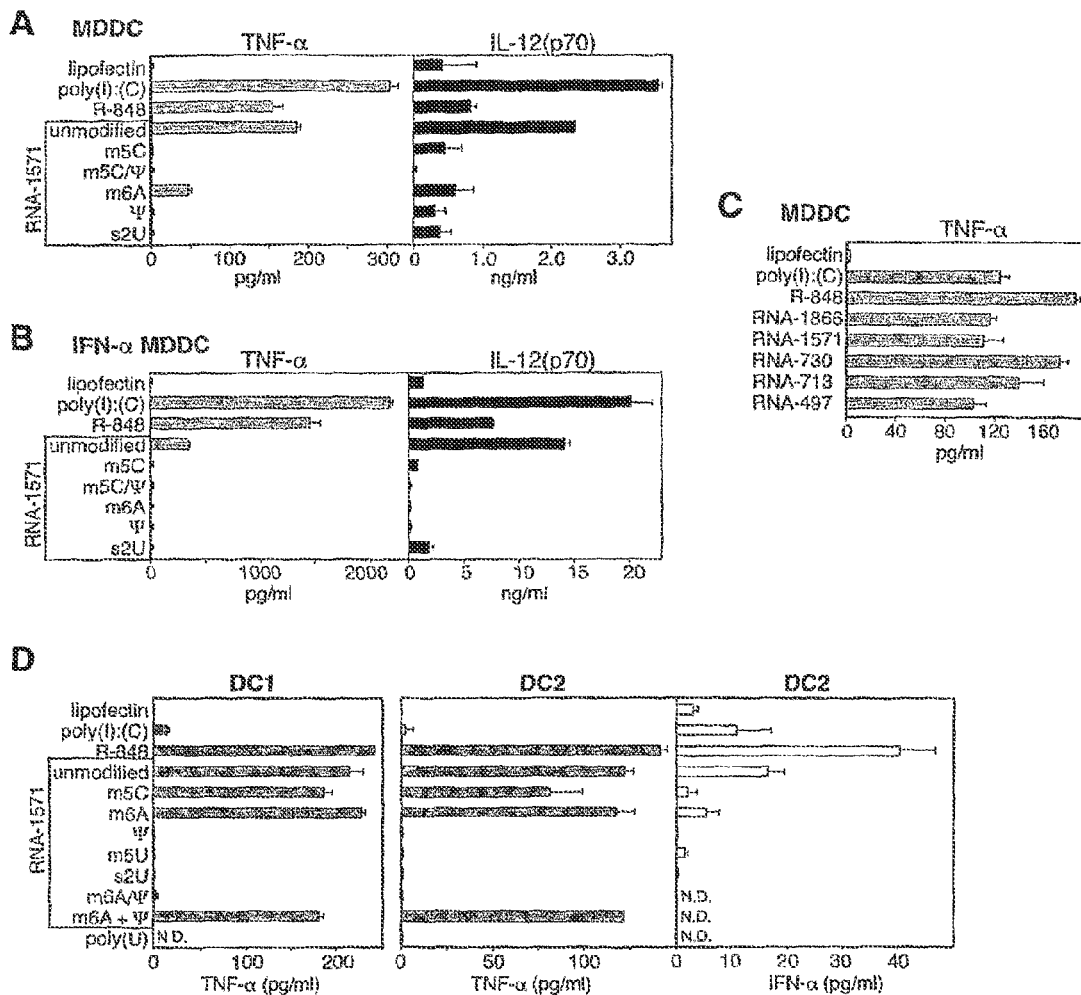 A MDDC
TNF-α IL-12(p70)
lipofectin
poly(I):(C)
R-848
RNA-1571
unmodified
m5C
m5C/Ψ
m6A
Ψ
s2U
0 100 200 300 0 1.0 2.0 3.0
pg/ml ng/ml
B IFN-α MDDC
TNF-α IL-12(p70)
lipofectin
poly(I):(C)
R-848
RNA-1571
unmodified
m5C
m5C/Ψ
m6A
Ψ
s2U
0 1000 2000 0 5 10 15 20
pg/ml ng/ml
C MDDC
TNF-α
lipofectin
poly(I):(C)
R-848
RNA-1866
RNA-1571
RNA-730
RNA-713
RNA-497
0 40 80 120 160
pg/ml
D
DC1 DC2 DC2
lipofectin
poly(I):(C)
R-848
RNA-1571
unmodified
m5C
m6A
Ψ
m5U
s2U
m6A/Ψ N.D.
m6A + Ψ N.D.
poly(U) N.D. N.D.
0 100 200 0 50 100 0 20 40
TNF-α (pg/ml) TNF-α (pg/ml) IFN-α (pg/ml)